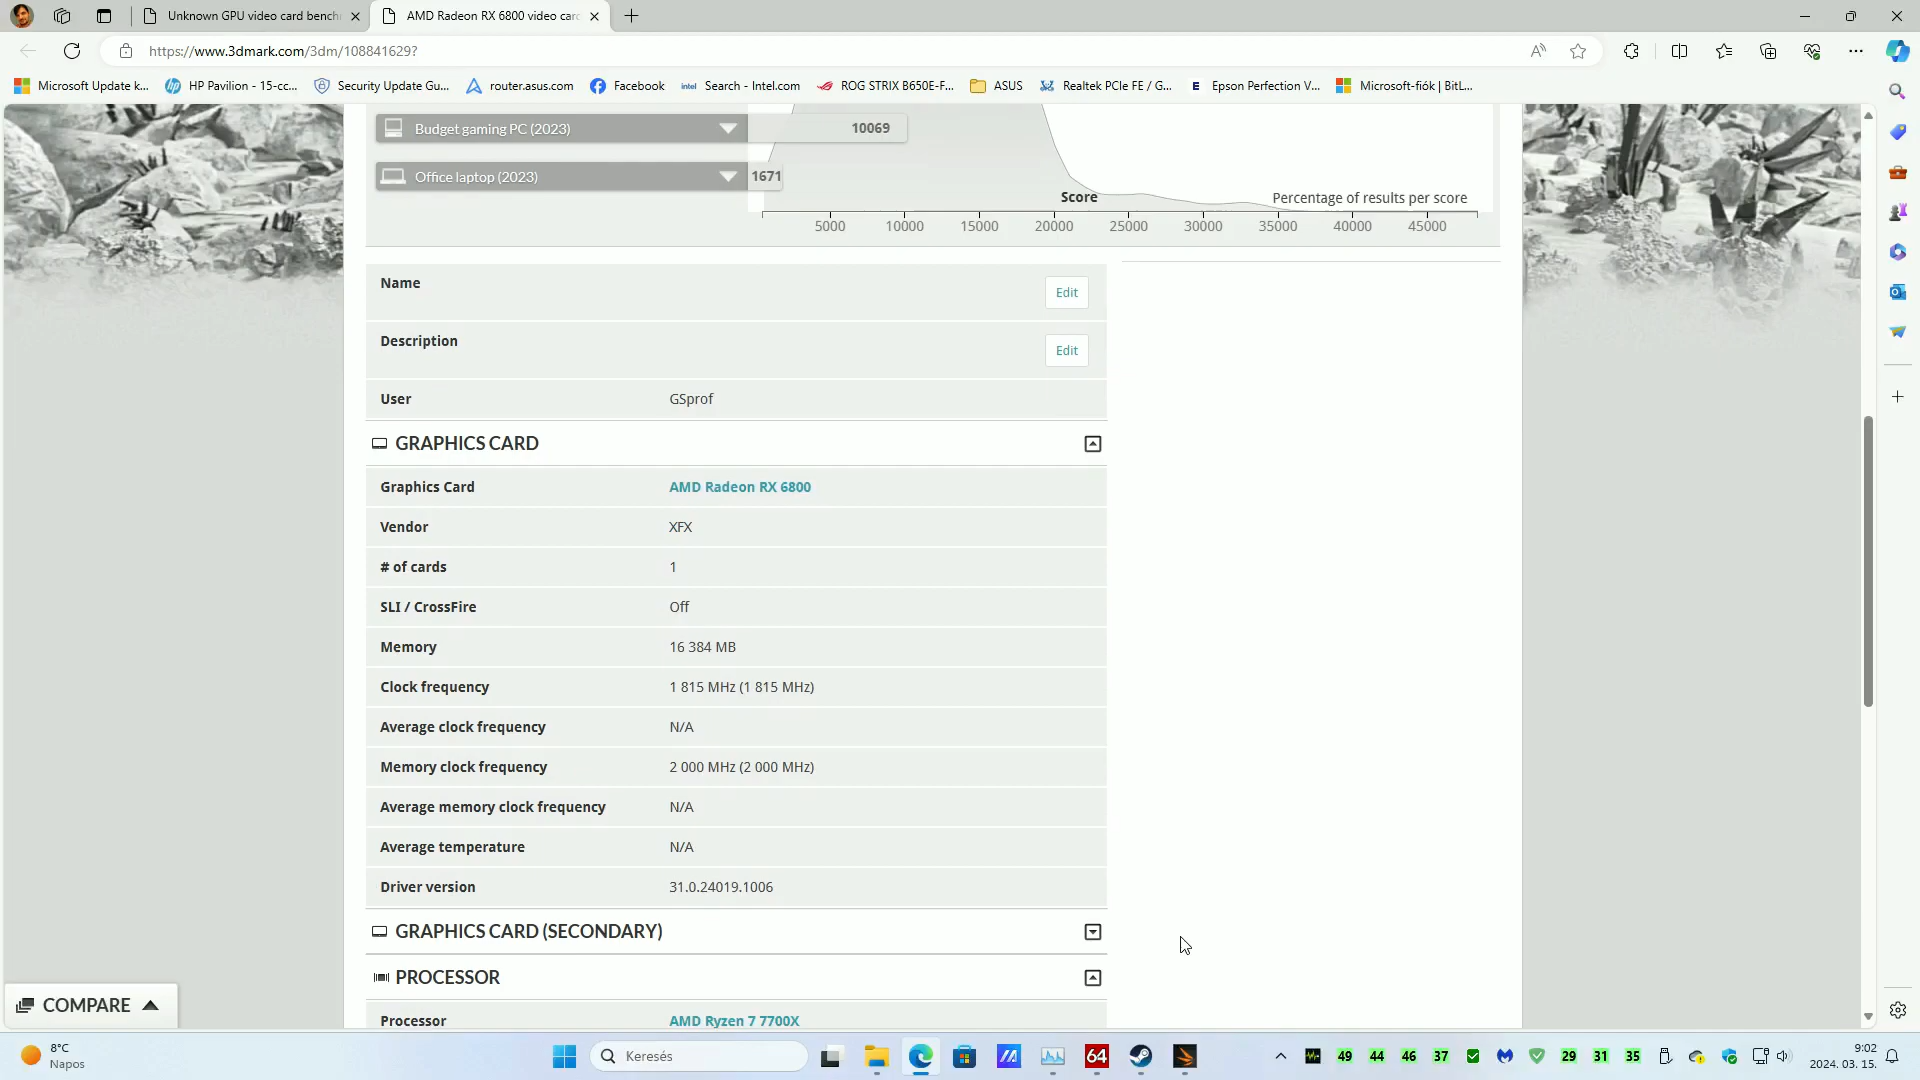 Unknown GPU video card bench
AMD Radeon RX 6800 video car
https://www.3dmark.com/3dm/108841629?
Microsoft Update k...
HP Pavilion - 15-cc...
Security Update Gu...
router.asus.com
Facebook
intel
Search - Intel.com
ROG STRIX B650E-F...
ASUS
Realtek PCIe FE / G...
E
Epson Perfection V...
Microsoft-fiók | BitL...
Budget gaming PC (2023)
10069
Office laptop (2023)
1671
Score
Percentage of results per score
5000 10000 15000 20000 25000 30000 35000 40000 45000
Name
Edit
Description
Edit
User GSprof
GRAPHICS CARD
Graphics Card AMD Radeon RX 6800
Vendor XFX
# of cards 1
SLI / CrossFire Off
Memory 16 384 MB
Clock frequency 1 815 MHz (1 815 MHz)
Average clock frequency N/A
Memory clock frequency 2 000 MHz (2 000 MHz)
Average memory clock frequency N/A
Average temperature N/A
Driver version 31.0.24019.1006
GRAPHICS CARD (SECONDARY)
PROCESSOR
COMPARE
Processor AMD Ryzen 7 7700X
8°C
Napos
Keresés
64
49 44 46 37
29 31 35
9:02
2024. 03. 15.